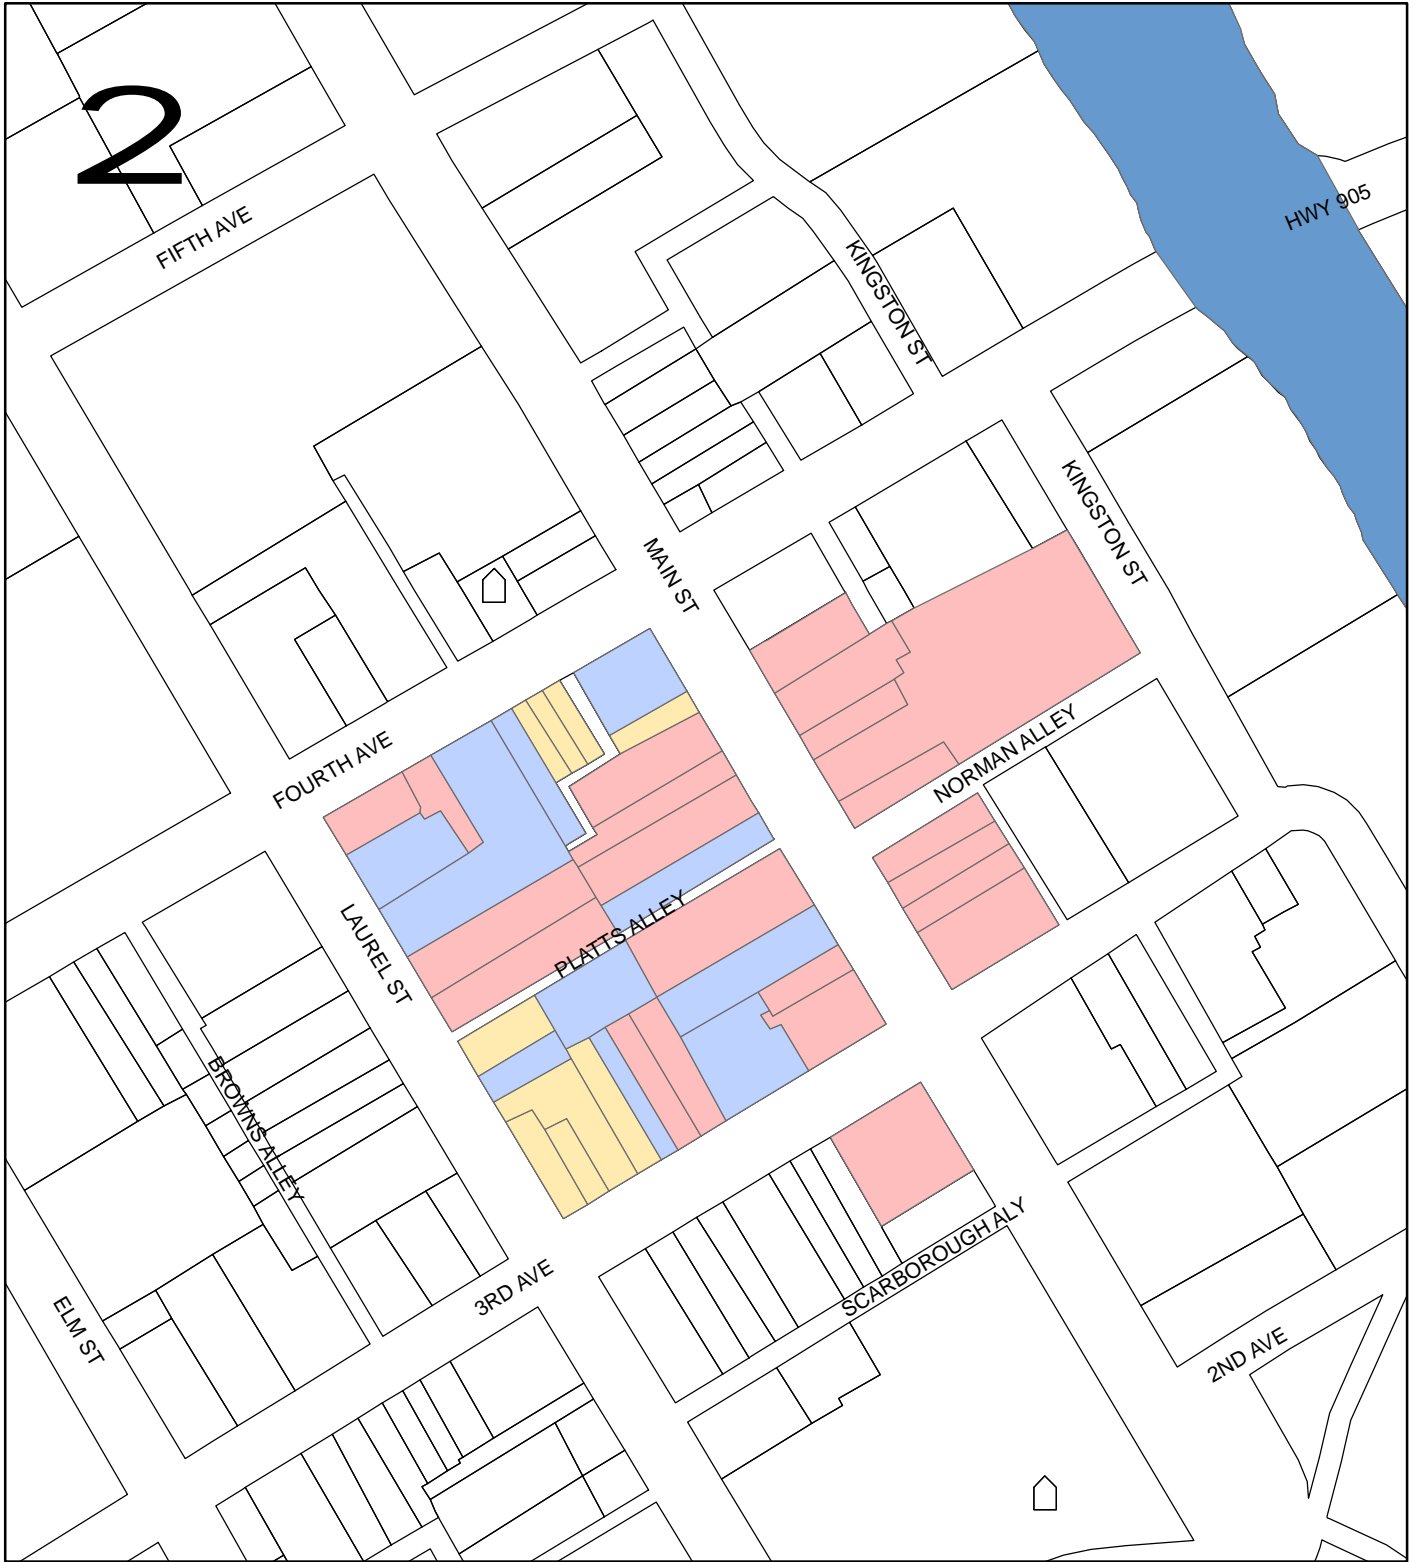 2
HWY 905
FIFTH AVE
KINGSTON ST
KINGSTON ST
MAIN ST
NORMAN ALLEY
FOURTH AVE
PLATTS ALLEY
LAUREL ST
BROWNS ALLEY
SCARBOROUGH ALY
3RD AVE
ELM ST
2ND AVE